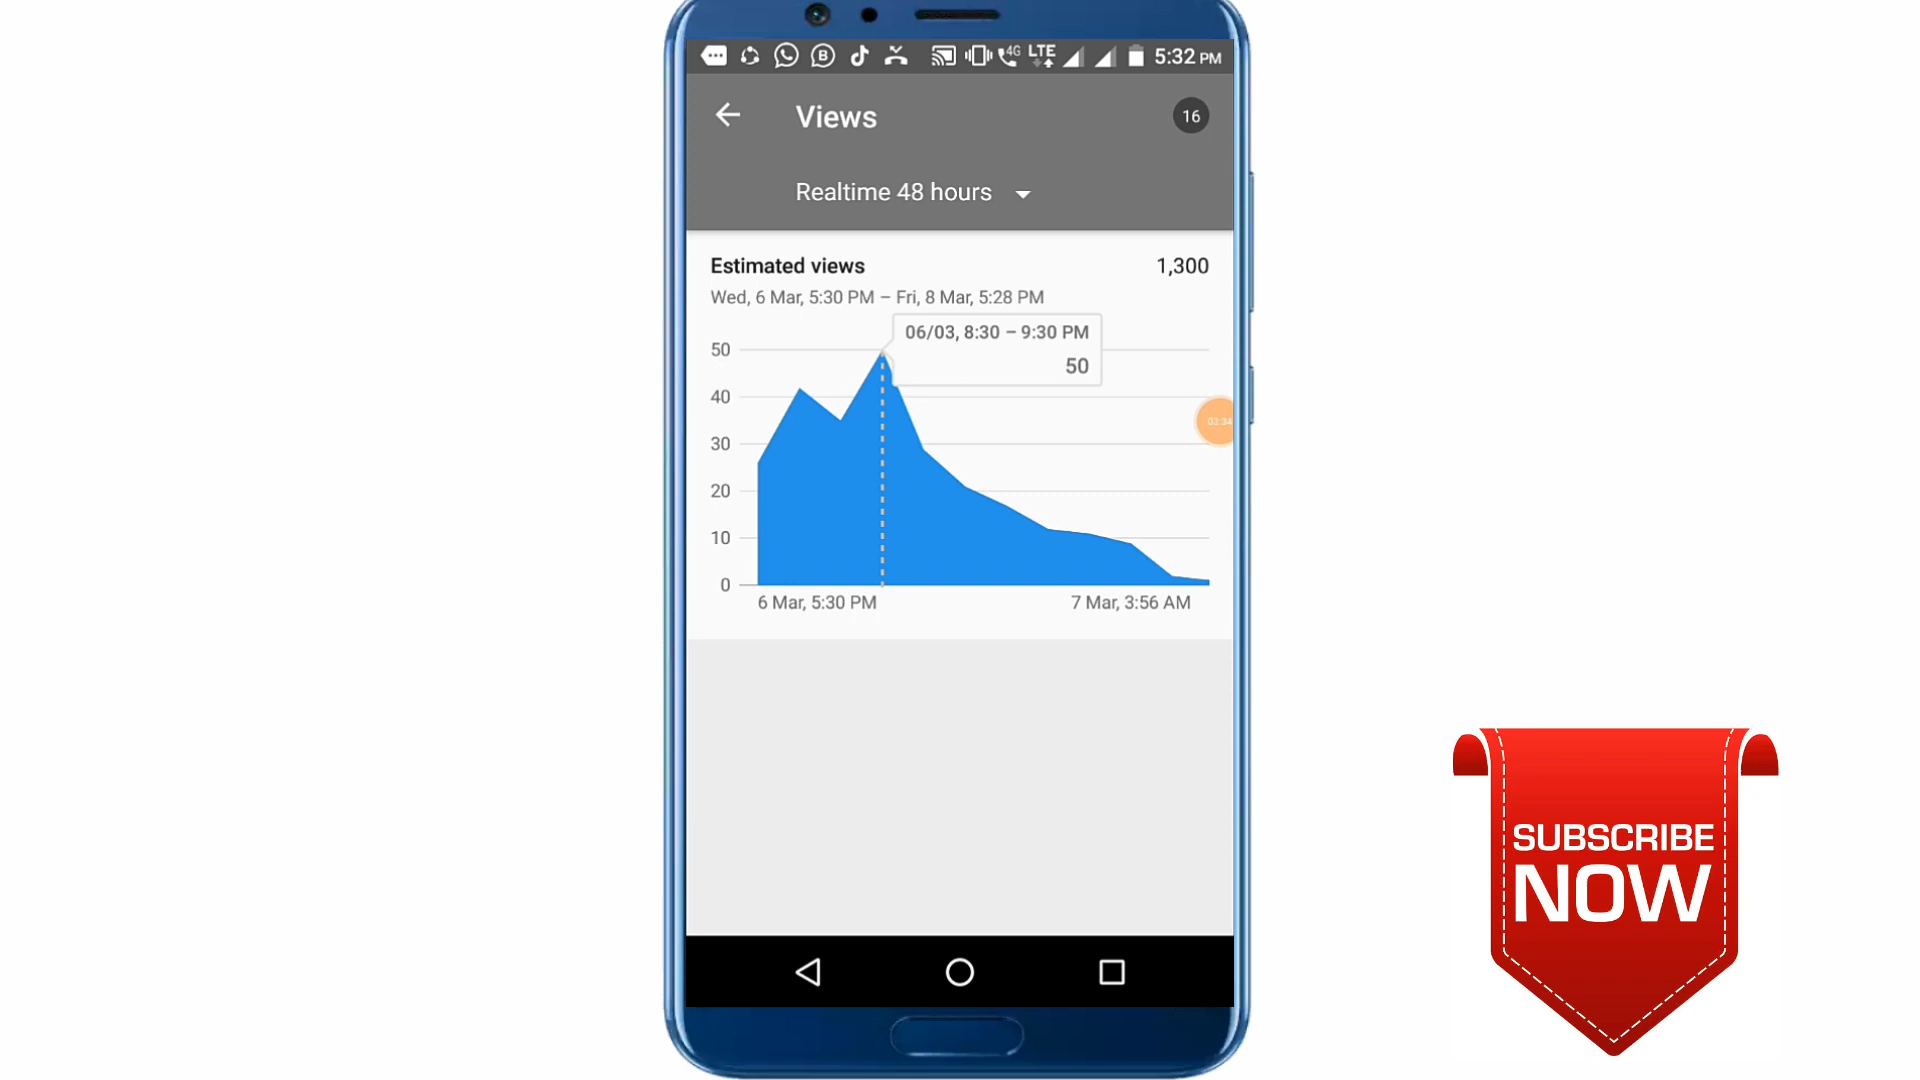 4G LTE 5:32 PM
Views
16
Realtime 48 hours
Estimated views 1,300
Wed, 6 Mar, 5:30 PM – Fri, 8 Mar, 5:28 PM
06/03, 8:30 – 9:30 PM
50
50
40
30
20
10
0
6 Mar, 5:30 PM 7 Mar, 3:56 AM
SUBSCRIBE
NOW